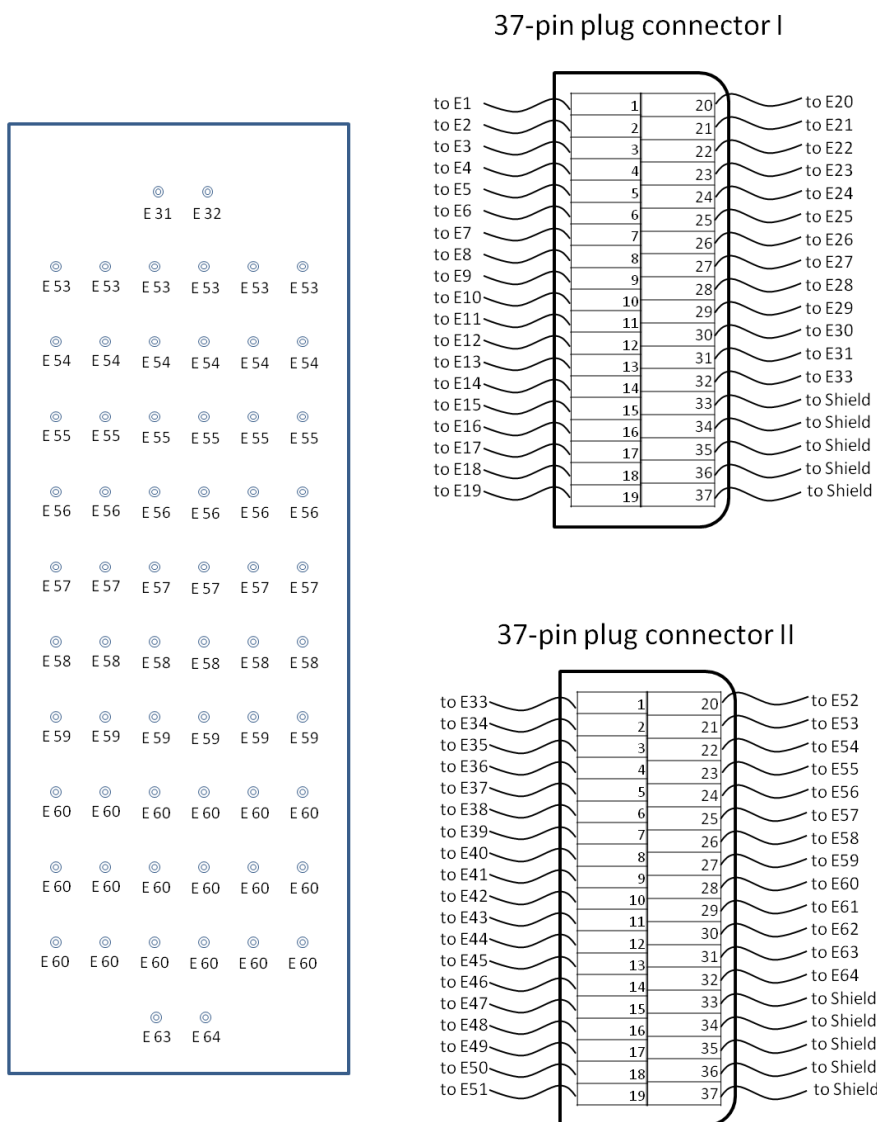 37-pin plug connector I
to E1 1 20 to E20
to E2 2 21 to E21
to E3 3 22 to E22
to E4 4 23 to E23
to E5 5 24 to E24
to E6 6 25 to E25
to E7 7 26 to E26
to E8 8 27 to E27
to E9 9 28 to E28
to E10 10 29 to E29
to E11 11 30 to E30
to E12 12 31 to E31
to E13 13 32 to E33
to E14 14 33 to Shield
to E15 15 34 to Shield
to E16 16 35 to Shield
to E17 17 36 to Shield
to E18 18 37 to Shield
to E19 19
E 31 E 32
E 53 E 53 E 53 E 53 E 53 E 53
E 54 E 54 E 54 E 54 E 54 E 54
E 55 E 55 E 55 E 55 E 55 E 55
E 56 E 56 E 56 E 56 E 56 E 56
E 57 E 57 E 57 E 57 E 57 E 57
E 58 E 58 E 58 E 58 E 58 E 58
E 59 E 59 E 59 E 59 E 59 E 59
E 60 E 60 E 60 E 60 E 60 E 60
E 60 E 60 E 60 E 60 E 60 E 60
E 60 E 60 E 60 E 60 E 60 E 60
E 63 E 64
37-pin plug connector II
to E33 1 20 to E52
to E34 2 21 to E53
to E35 3 22 to E54
to E36 4 23 to E55
to E37 5 24 to E56
to E38 6 25 to E57
to E39 7 26 to E58
to E40 8 27 to E59
to E41 9 28 to E60
to E42 10 29 to E61
to E43 11 30 to E62
to E44 12 31 to E63
to E45 13 32 to E64
to E46 14 33 to Shield
to E47 15 34 to Shield
to E48 16 35 to Shield
to E49 17 36 to Shield
to E50 18 37 to Shield
to E51 19